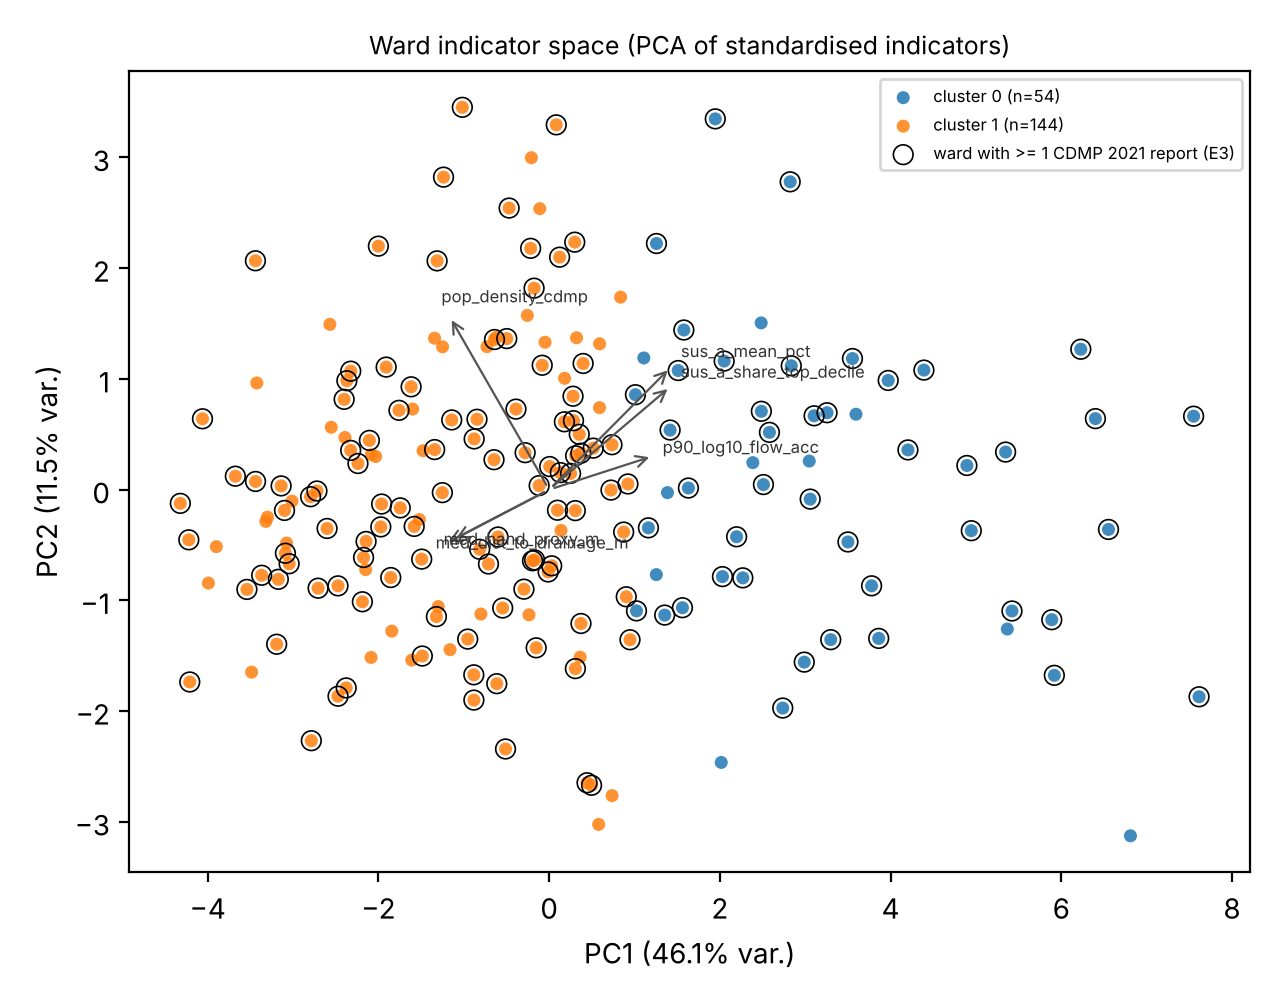 Ward indicator space (PCA of standardised indicators)
cluster 0 (n=54)
cluster 1 (n=144)
ward with >= 1 CDMP 2021 report (E3)
pop_density_cdmp
sus_a_mean_pct
sus_a_share_top_decile
p90_log10_flow_acc
med_hand_proxy_m
med_dist_to_drainage_m
3
2
1
0
−1
−2
−3
PC2 (11.5% var.)
−4
−2
0
2
4
6
8
PC1 (46.1% var.)